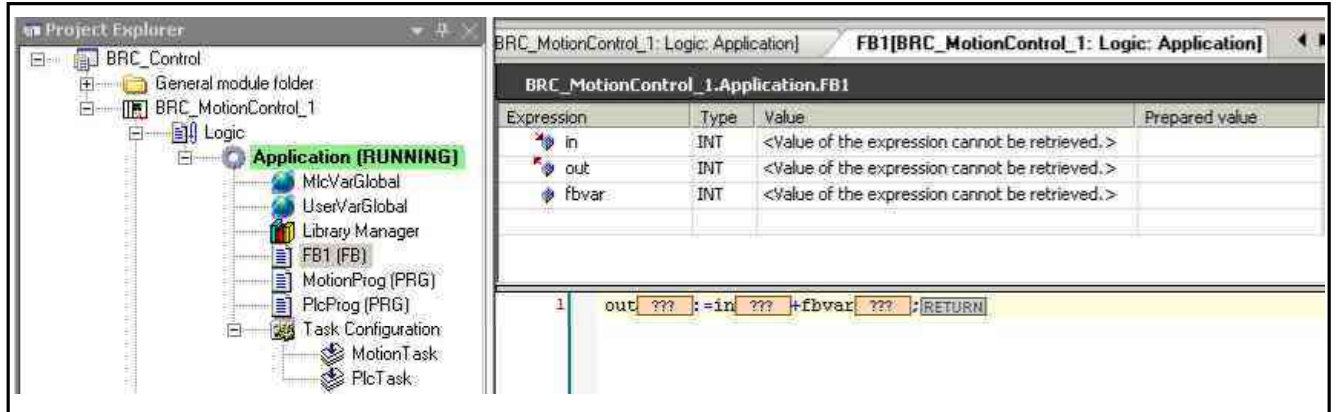 Project Explorer
BRC_Control
General module folder
BRC_MotionControl_1
Logic
Application (RUNNING)
MlcVarGlobal
UserVarGlobal
Library Manager
FB1 (FB)
MotionProg (PRG)
PlcProg (PRG)
Task Configuration
MotionTask
PlcTask
BRC_MotionControl_1: Logic: Application] FB1[BRC_MotionControl_1: Logic: Application]
BRC_MotionControl_1.Application.FB1
Expression Type Value Prepared value
in INT <Value of the expression cannot be retrieved.>
out INT <Value of the expression cannot be retrieved.>
fbvar INT <Value of the expression cannot be retrieved.>
1 out ??? :=in ??? +fbvar ??? ;RETURN